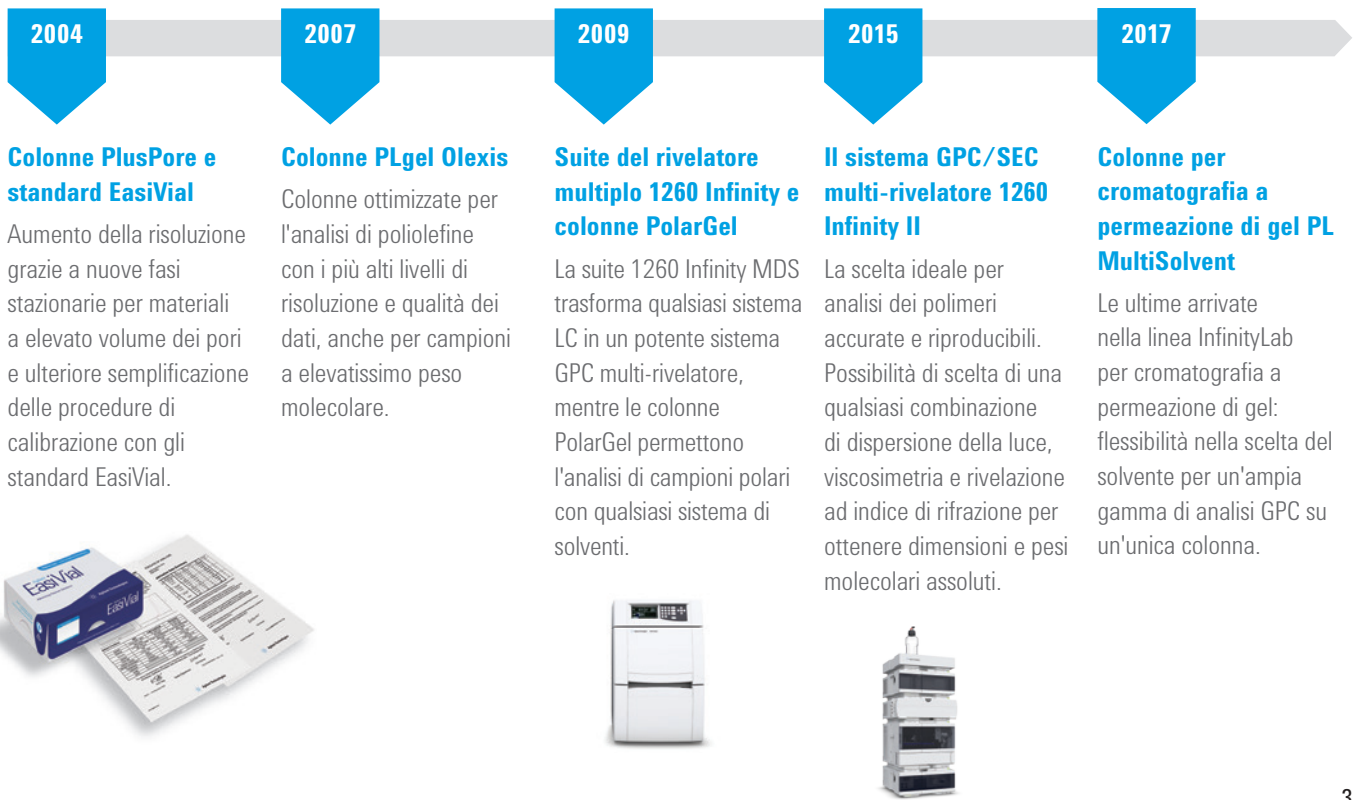 2004
Colonne PlusPore e
standard EasiVial
Aumento della risoluzione
grazie a nuove fasi
stazionarie per materiali
a elevato volume dei pori
e ulteriore semplificazione
delle procedure di
calibrazione con gli
standard EasiVial.
EasiVial
EasiVial
Agilent Technologies
2007
Colonne PLgel Olexis
Colonne ottimizzate per
l'analisi di poliolefine
con i più alti livelli di
risoluzione e qualità dei
dati, anche per campioni
a elevatissimo peso
molecolare.
2009
Suite del rivelatore
multiplo 1260 Infinity e
colonne PolarGel
La suite 1260 Infinity MDS
trasforma qualsiasi sistema
LC in un potente sistema
GPC multi-rivelatore,
mentre le colonne
PolarGel permettono
l'analisi di campioni polari
con qualsiasi sistema di
solventi.
2015
Il sistema GPC/SEC
multi-rivelatore 1260
Infinity II
La scelta ideale per
analisi dei polimeri
accurate e riproducibili.
Possibilità di scelta di una
qualsiasi combinazione
di dispersione della luce,
viscosimetria e rivelazione
ad indice di rifrazione per
ottenere dimensioni e pesi
molecolari assoluti.
2017
Colonne per
cromatografia a
permeazione di gel PL
MultiSolvent
Le ultime arrivate
nella linea InfinityLab
per cromatografia a
permeazione di gel:
flessibilità nella scelta del
solvente per un'ampia
gamma di analisi GPC su
un'unica colonna.
3